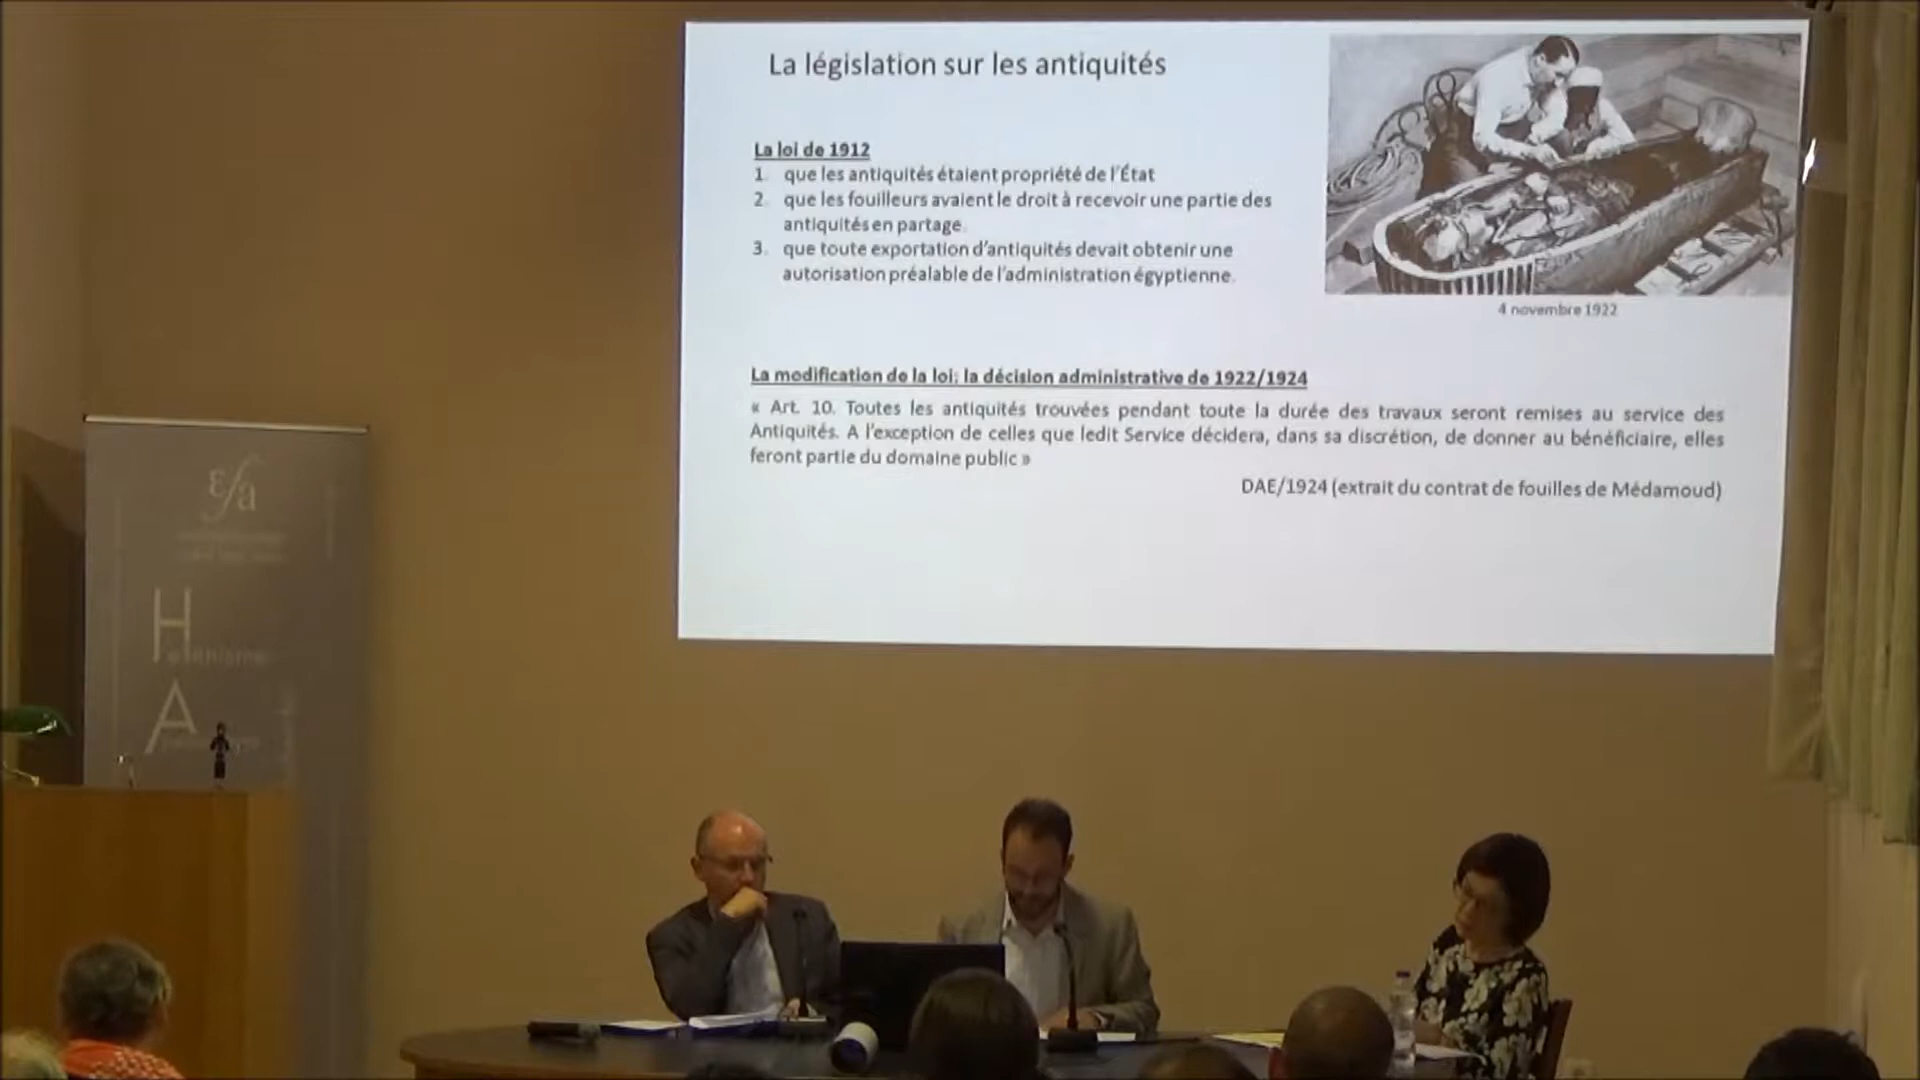 La législation sur les antiquités
La loi de 1912
1. que les antiquités étaient propriété de l'État
2. que les fouilleurs avaient le droit à recevoir une partie des
antiquités en partage.
3. que toute exportation d'antiquités devait obtenir une
autorisation préalable de l'administration égyptienne.
4 novembre 1922
La modification de la loi: la décision administrative de 1922/1924
« Art. 10. Toutes les antiquités trouvées pendant toute la durée des travaux seront remises au service des
Antiquités. A l'exception de celles que ledit Service décidera, dans sa discrétion, de donner au bénéficiaire, elles
feront partie du domaine public »
DAE/1924 (extrait du contrat de fouilles de Médamoud)
εfa
H
A